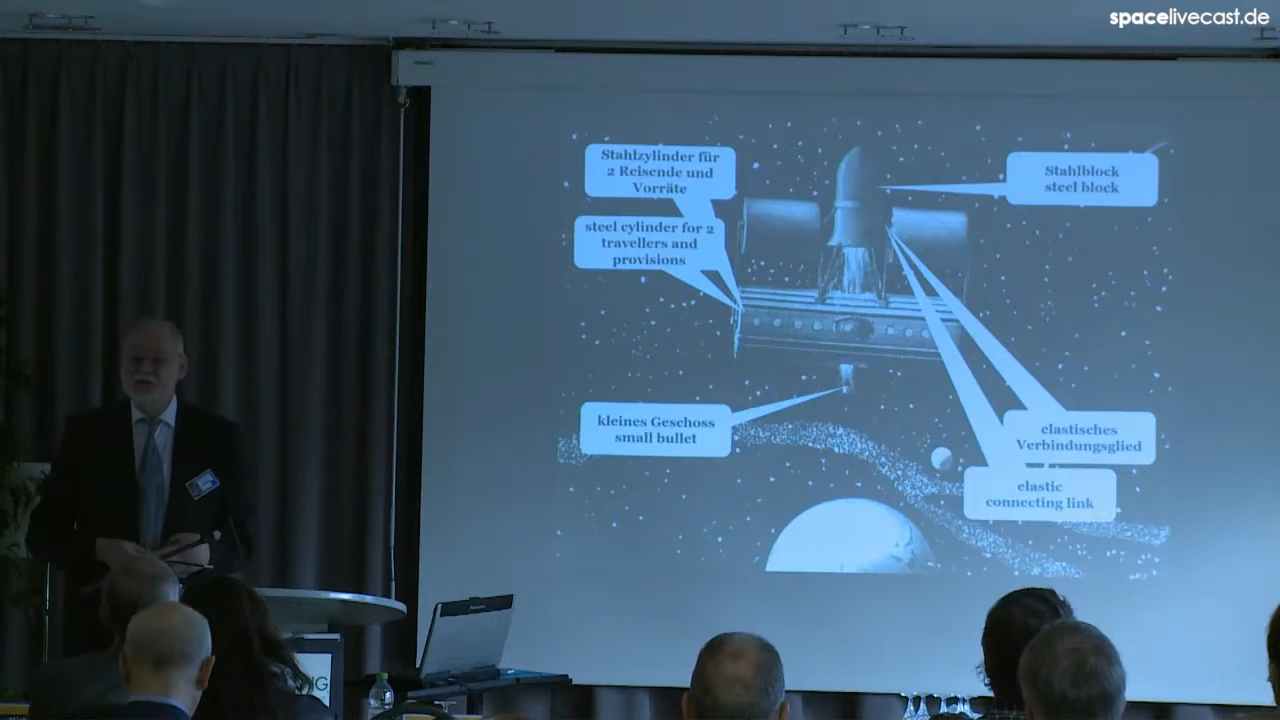 spacelivecast.de
Stahlzylinder für
2 Reisende und
Vorräte
steel cylinder for 2
travellers and
provisions
Stahlblock
steel block
kleines Geschoss
small bullet
elastisches
Verbindungsglied
elastic
connecting link